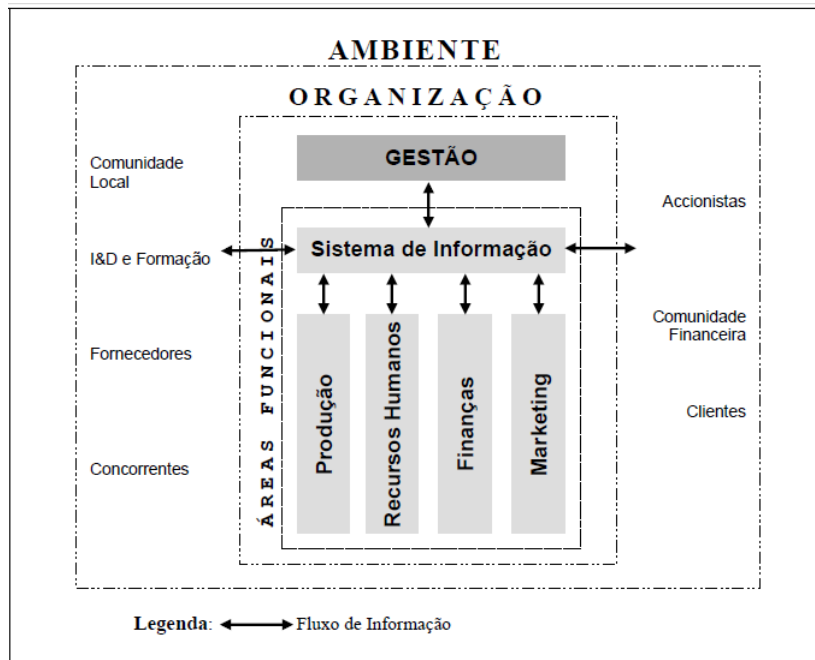 AMBIENTE
ORGANIZAÇÃO
GESTÃO
Comunidade
Local
Accionistas
Sistema de Informação
I&D e Formação
ÁREAS FUNCIONAIS
Produção
Recursos Humanos
Finanças
Marketing
Comunidade
Financeira
Fornecedores
Clientes
Concorrentes
Legenda: Fluxo de Informação